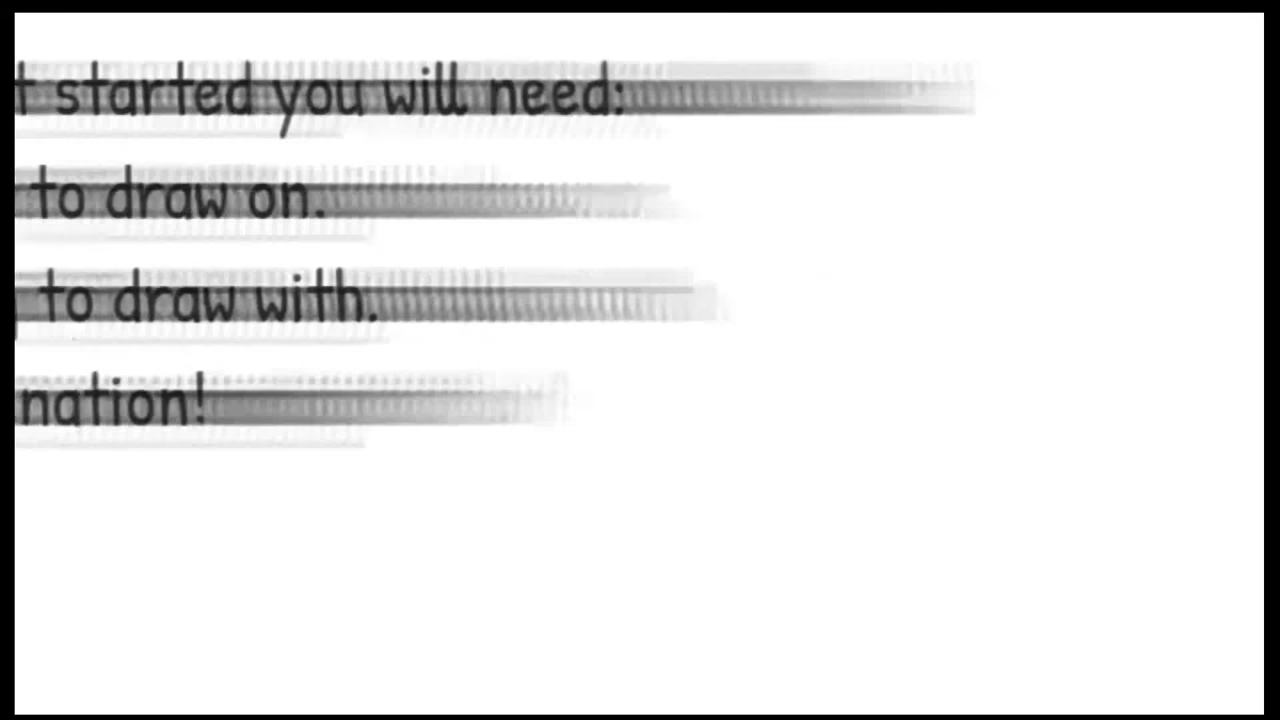 t started you will need:
to draw on.
to draw with.
nation!